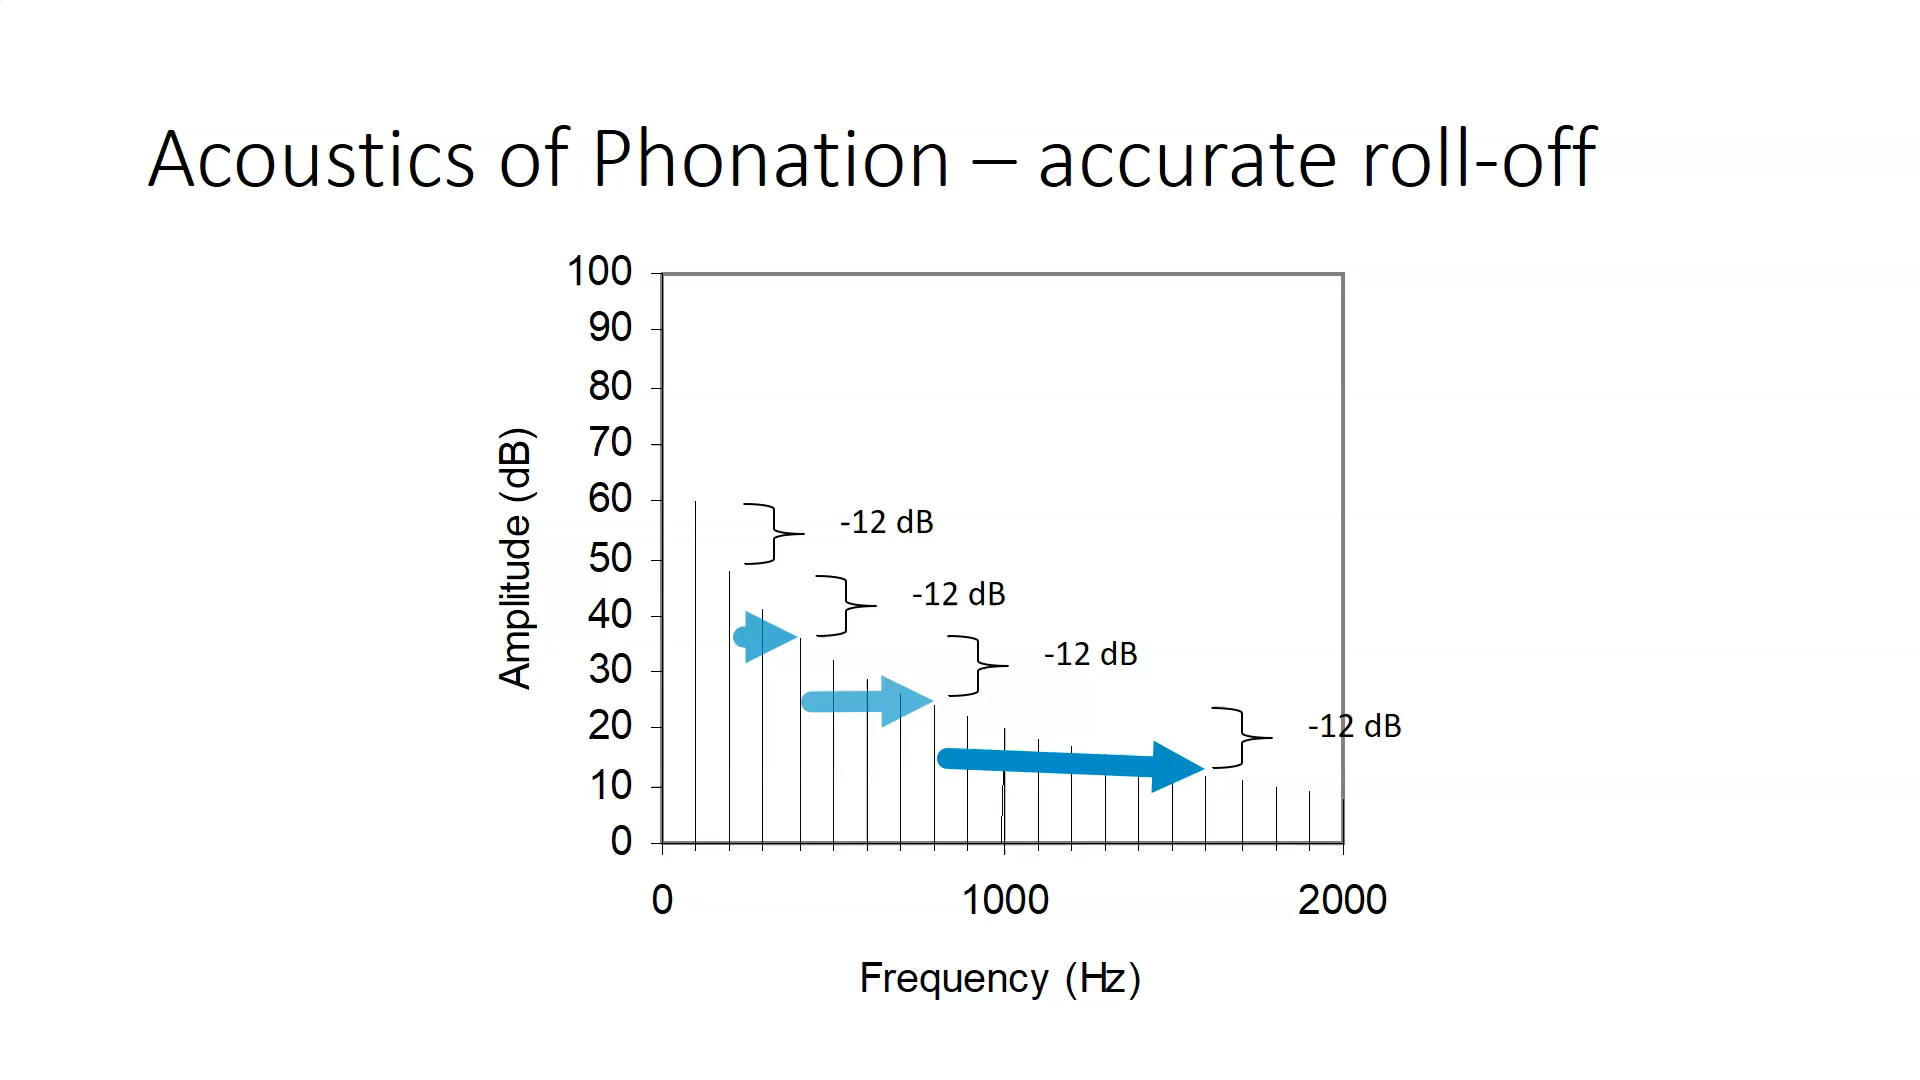 Acoustics of Phonation – accurate roll-off
100
90
80
70
60
50
40
30
20
10
0
Amplitude (dB)
-12 dB
-12 dB
-12 dB
-12 dB
0 1000 2000
Frequency (Hz)